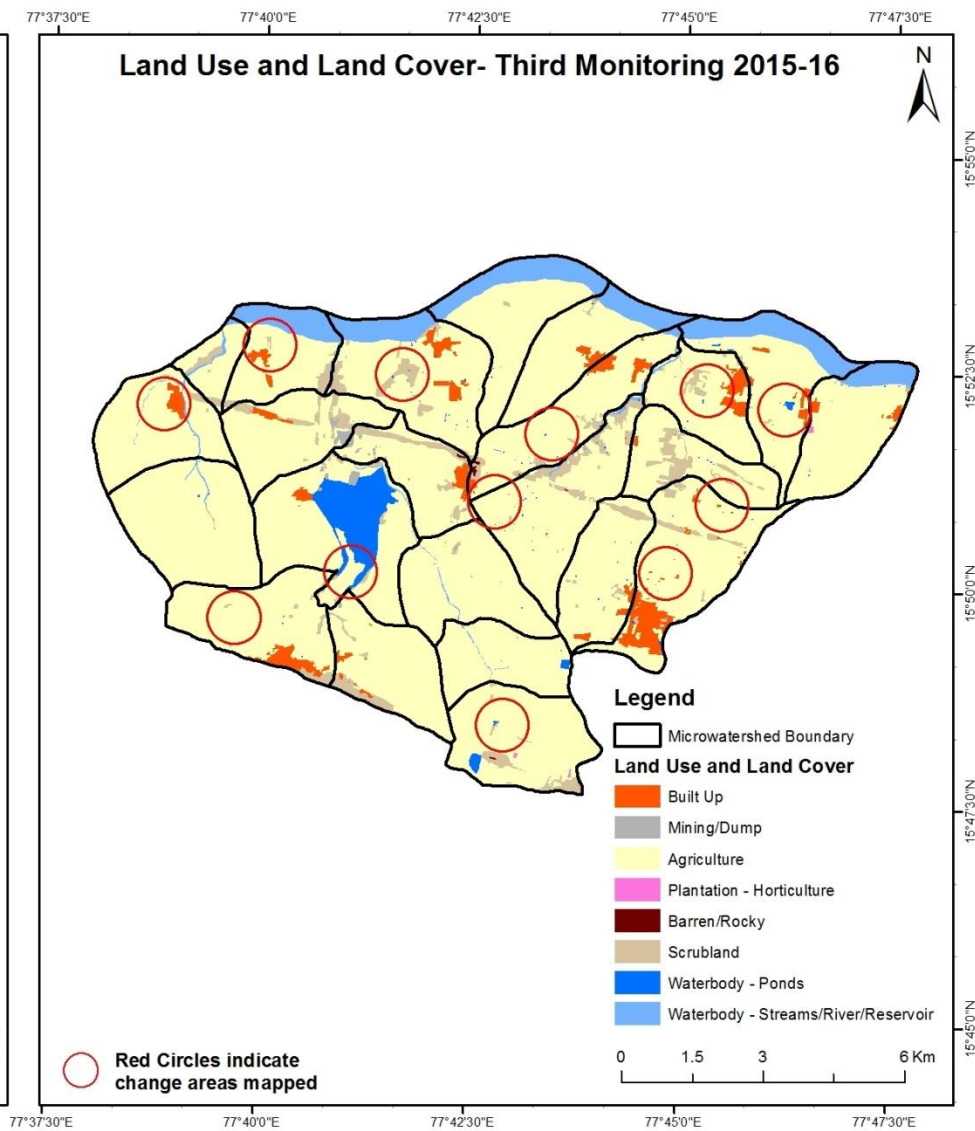 77°37'30"E 77°40'0"E 77°42'30"E 77°45'0"E 77°47'30"E
Land Use and Land Cover- Third Monitoring 2015-16
N
15°55'0"N
15°52'30"N
15°50'0"N
15°47'30"N
15°45'0"N
Legend
Microwatershed Boundary
Land Use and Land Cover
Built Up
Mining/Dump
Agriculture
Plantation - Horticulture
Barren/Rocky
Scrubland
Waterbody - Ponds
Waterbody - Streams/River/Reservoir
0 1.5 3 6 Km
Red Circles indicate
change areas mapped
77°37'30"E 77°40'0"E 77°42'30"E 77°45'0"E 77°47'30"E